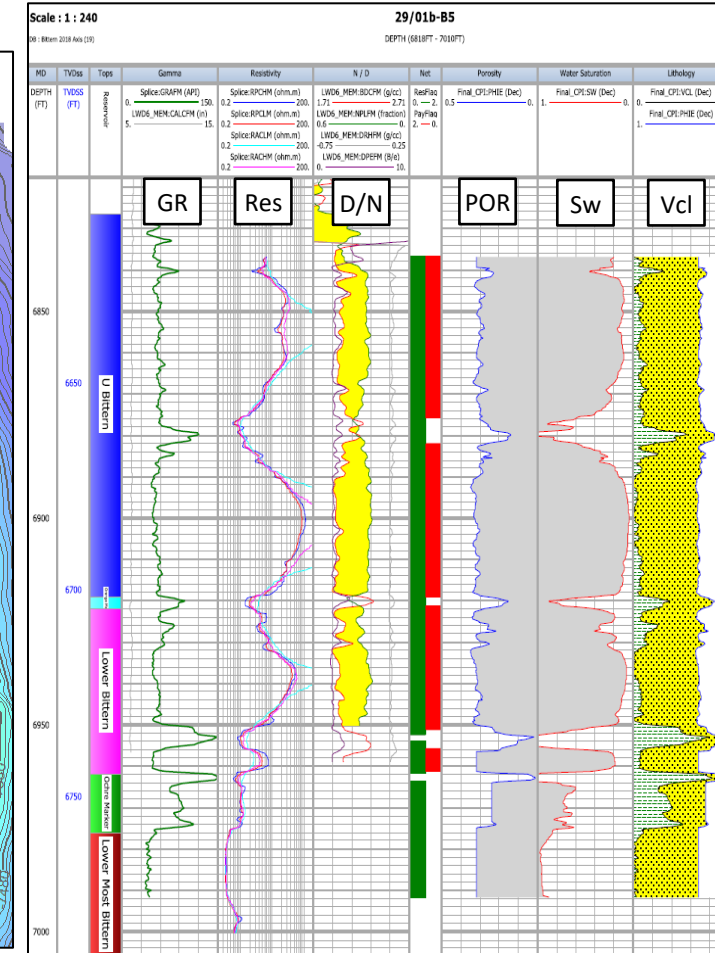 Scale : 1 : 240
29/01b-B5
DB : Bittern 2018 Axis (19)
DEPTH (6818FT - 7010FT)
MD TVDss Tops Gamma Resistivity N / D Net Porosity Water Saturation Lithology
DEPTH (FT)
TVDSS (FT)
Reservoir
Splice:GRAFM (API)
0. 150.
LWD6_MEM:CALCFM (in)
5. 15.
Splice:RPCHM (ohm.m)
0.2 200.
Splice:RPCLM (ohm.m)
0.2 200.
Splice:RACLM (ohm.m)
0.2 200.
Splice:RACHM (ohm.m)
0.2 200.
LWD6_MEM:BDCFM (g/cc)
1.71 2.71
LWD6_MEM:NPLFM (fraction)
0.6 0.
LWD6_MEM:DRHFM (g/cc)
-0.75 0.25
LWD6_MEM:DPEFM (B/e)
0. 10.
ResFlag
0. 2.
PayFlag
2. 0.
Final_CPI:PHIE (Dec)
0.5 0.
Final_CPI:SW (Dec)
1. 0.
Final_CPI:VCL (Dec)
0.
Final_CPI:PHIE (Dec)
1.
GR Res D/N POR Sw Vcl
6850
6650
U Bittern
6900
6700
Lower Bittern
6950
6750
Ochre Marker
Lower Most Bittern
7000